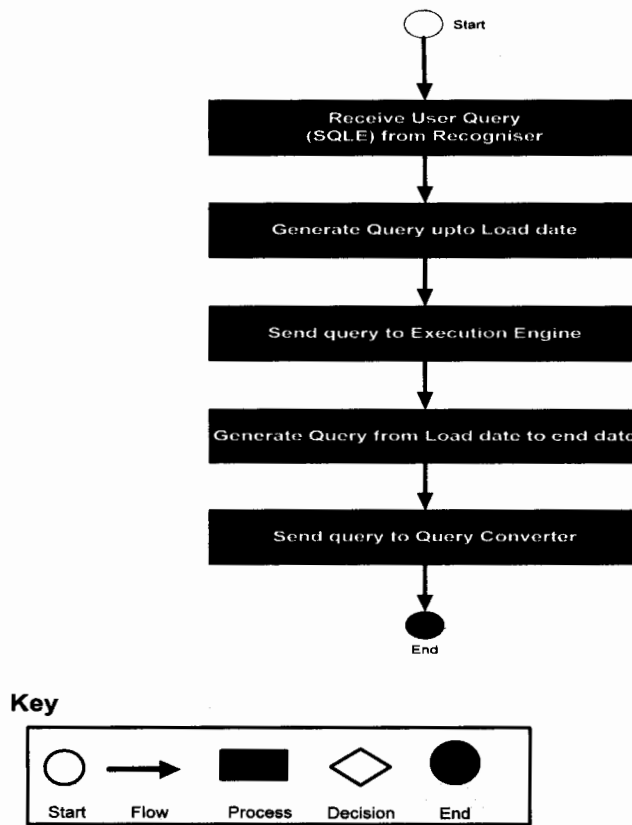 Start
Receive User Query
(SQLE) from Recogniser
Generate Query upto Load date
Send query to Execution Engine
Generate Query from Load date to end date
Send query to Query Converter
End
Key
Start Flow Process Decision End